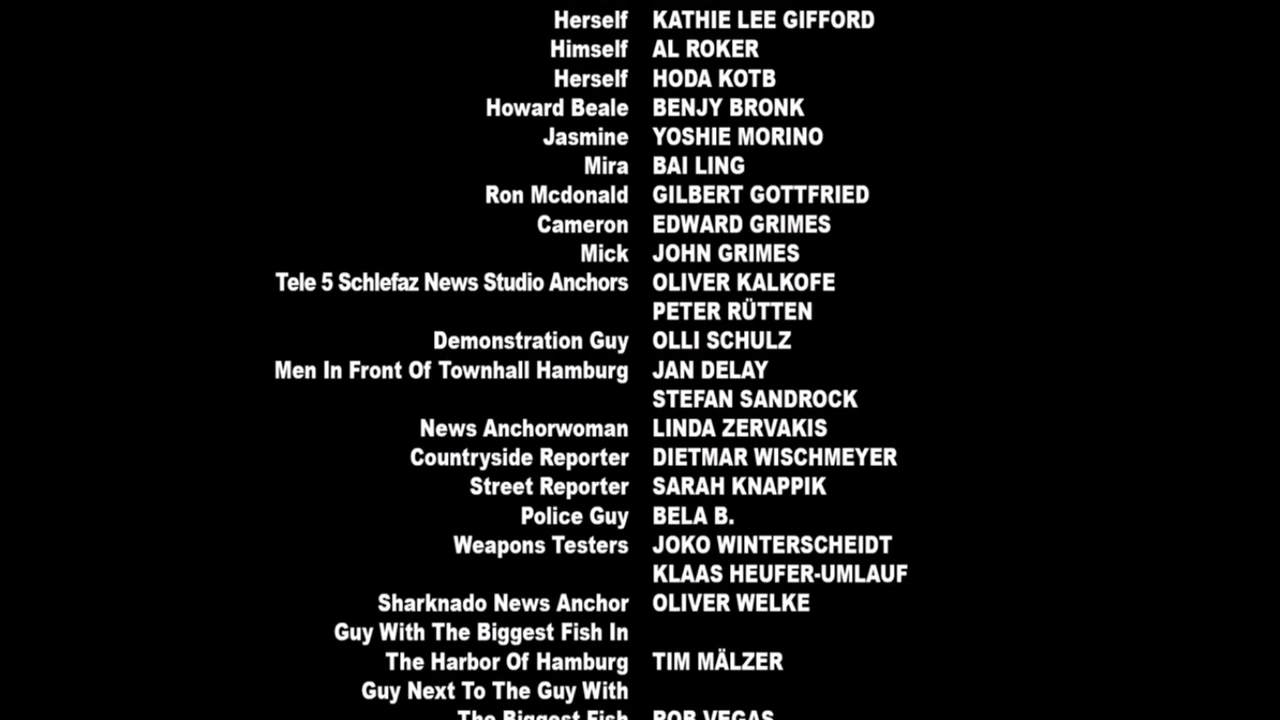 Herself KATHIE LEE GIFFORD
Himself AL ROKER
Herself HODA KOTB
Howard Beale BENJY BRONK
Jasmine YOSHIE MORINO
Mira BAI LING
Ron Mcdonald GILBERT GOTTFRIED
Cameron EDWARD GRIMES
Mick JOHN GRIMES
Tele 5 Schlefaz News Studio Anchors OLIVER KALKOFE
PETER RÜTTEN
Demonstration Guy OLLI SCHULZ
Men In Front Of Townhall Hamburg JAN DELAY
STEFAN SANDROCK
News Anchorwoman LINDA ZERVAKIS
Countryside Reporter DIETMAR WISCHMEYER
Street Reporter SARAH KNAPPIK
Police Guy BELA B.
Weapons Testers JOKO WINTERSCHEIDT
KLAAS HEUFER-UMLAUF
Sharknado News Anchor OLIVER WELKE
Guy With The Biggest Fish In
The Harbor Of Hamburg TIM MÄLZER
Guy Next To The Guy With
The Biggest Fish ROB VEGAS